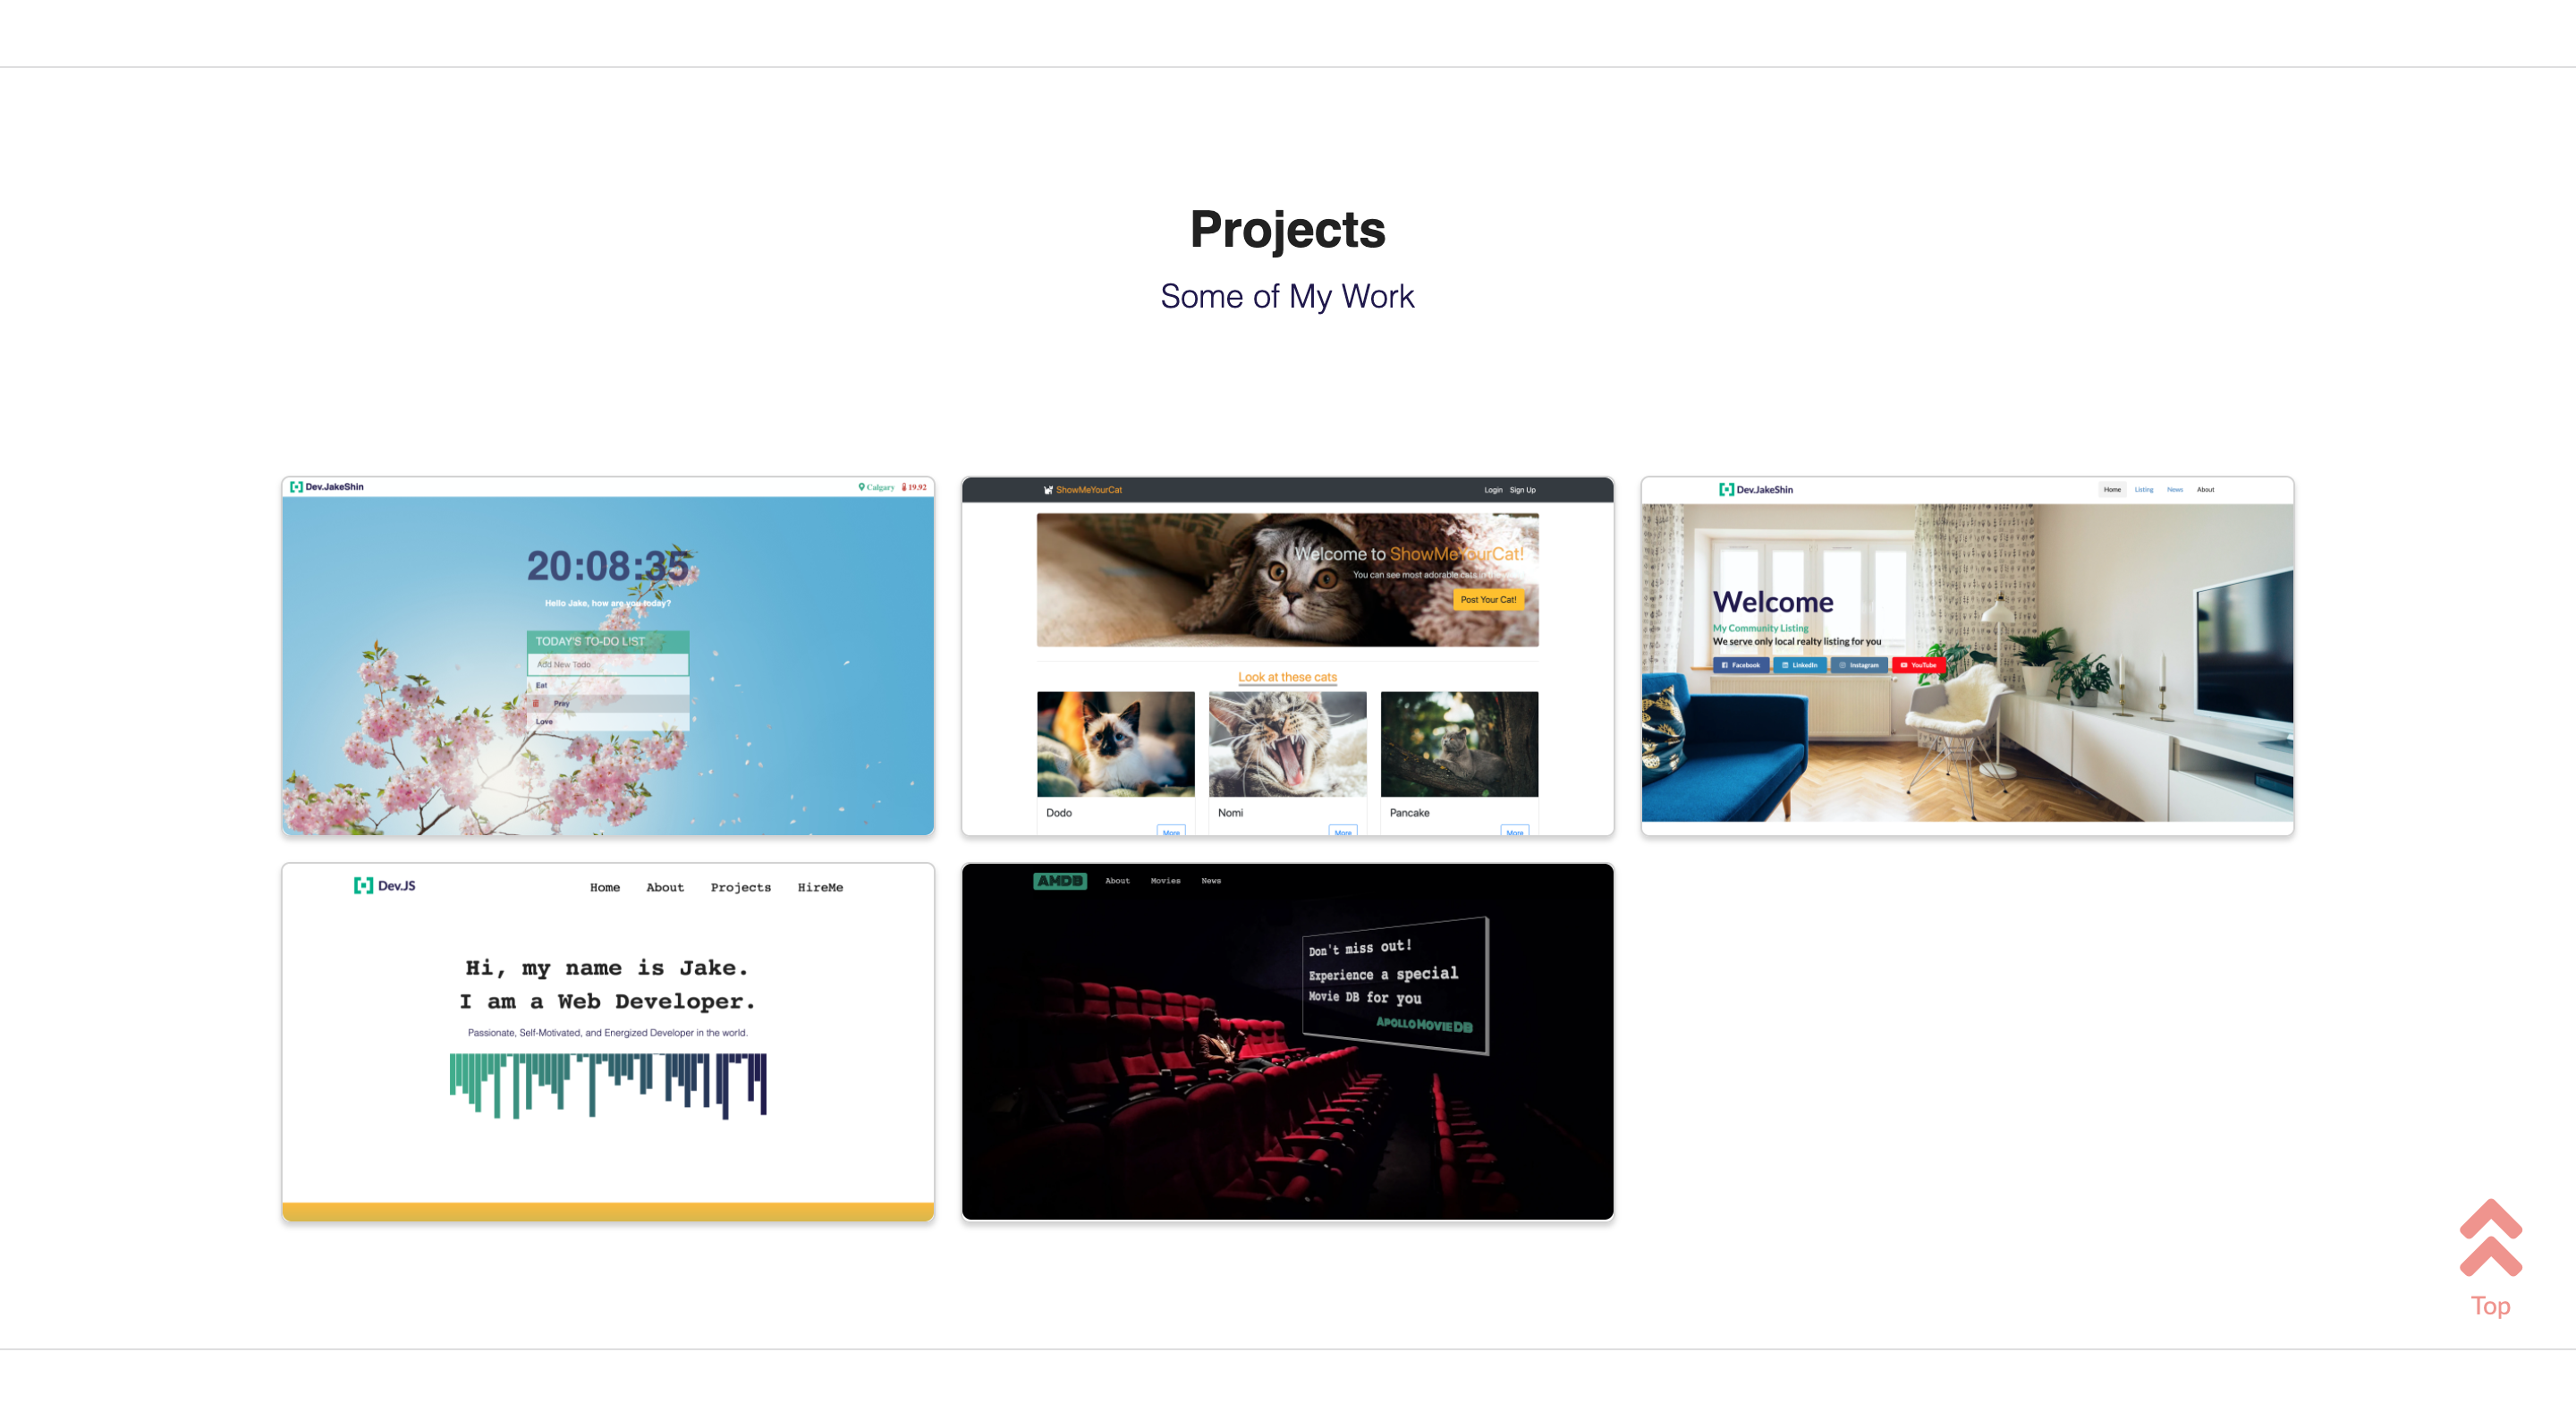 Projects
Some of My Work
Dev.JakeShin
Calgary 19.92
20:08:35
Hello Jake, how are you today?
TODAY'S TO-DO LIST
Add New Todo
Eat
Pray
Love
ShowMeYourCat
Login Sign Up
Welcome to ShowMeYourCat!
You can see most adorable cats in the
Post Your Cat!
Look at these cats
Dodo
Nomi
Pancake
More
More
More
Dev.JakeShin
Home Listing News About
Welcome
My Community Listing
We serve only local realty listing for you
Facebook LinkedIn Instagram YouTube
Dev.JS
Home About Projects HireMe
Hi, my name is Jake.
I am a Web Developer.
Passionate, Self-Motivated, and Energized Developer in the world.
AMDB About Movies News
Don't miss out!
Experience a special
Movie DB for you
APOLLO MOVIE DB
Top